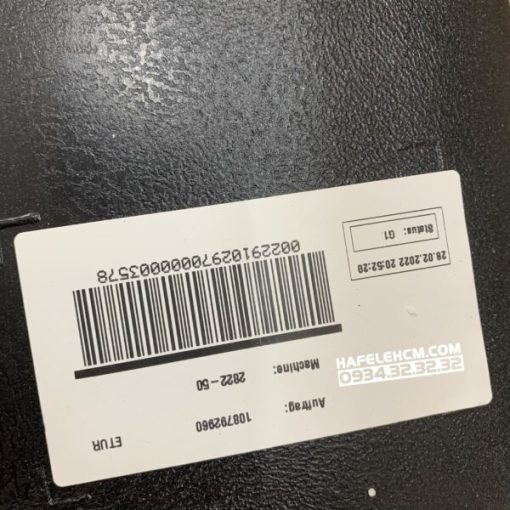 ETUR
Auftrag: 108792960
Machine: 2822-50
00229102970000003578
Status: G1
28.02.2022 20:52:20
HAFELEHCM.COM
0934.32.32.32